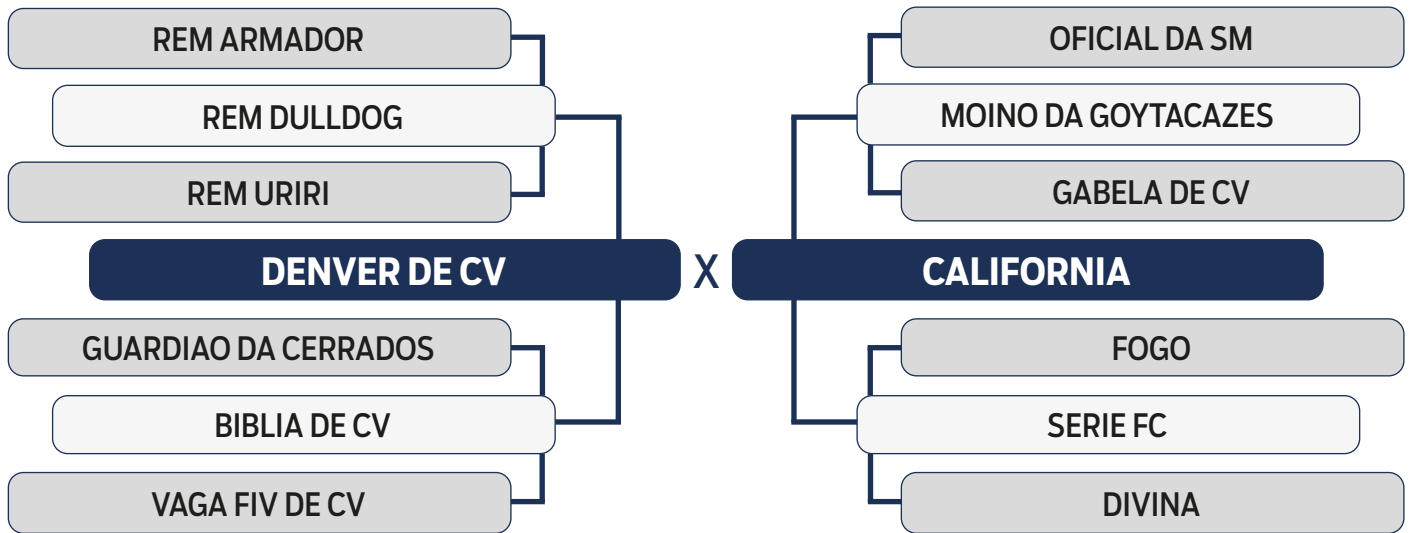 REM ARMADOR
OFICIAL DA SM
REM DULLDOG
MOINO DA GOYTACAZES
REM URIRI
GABELA DE CV
DENVER DE CV X CALIFORNIA
GUARDIAO DA CERRADOS
FOGO
BIBLIA DE CV
SERIE FC
VAGA FIV DE CV
DIVINA